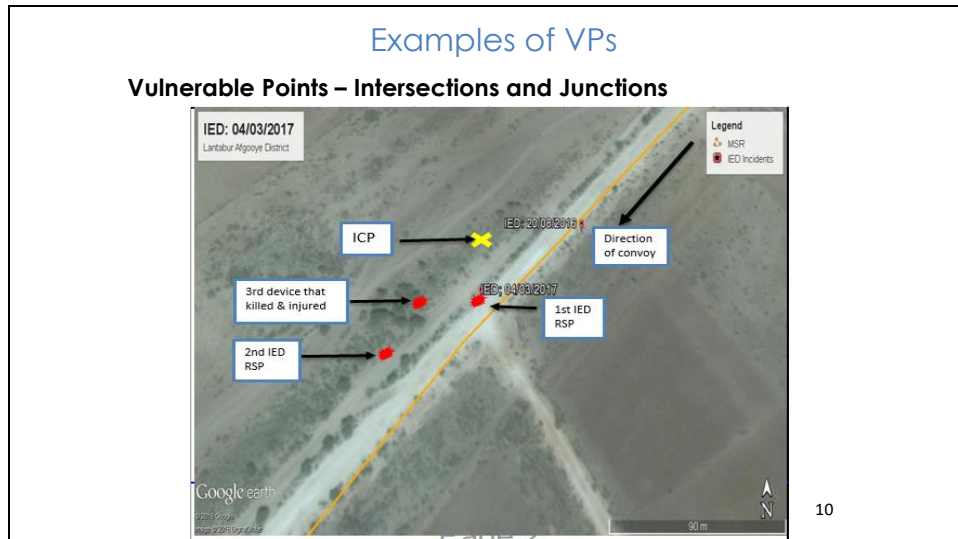 Examples of VPs
Vulnerable Points – Intersections and Junctions
IED: 04/03/2017
Lantabur Afgooye District
Legend
MSR
IED Incidents
IED; 20/08/2016
ICP
Direction
of convoy
3rd device that
killed & injured
IED; 04/03/2017
1st IED
RSP
2nd IED
RSP
Google earth
N
90 m
10